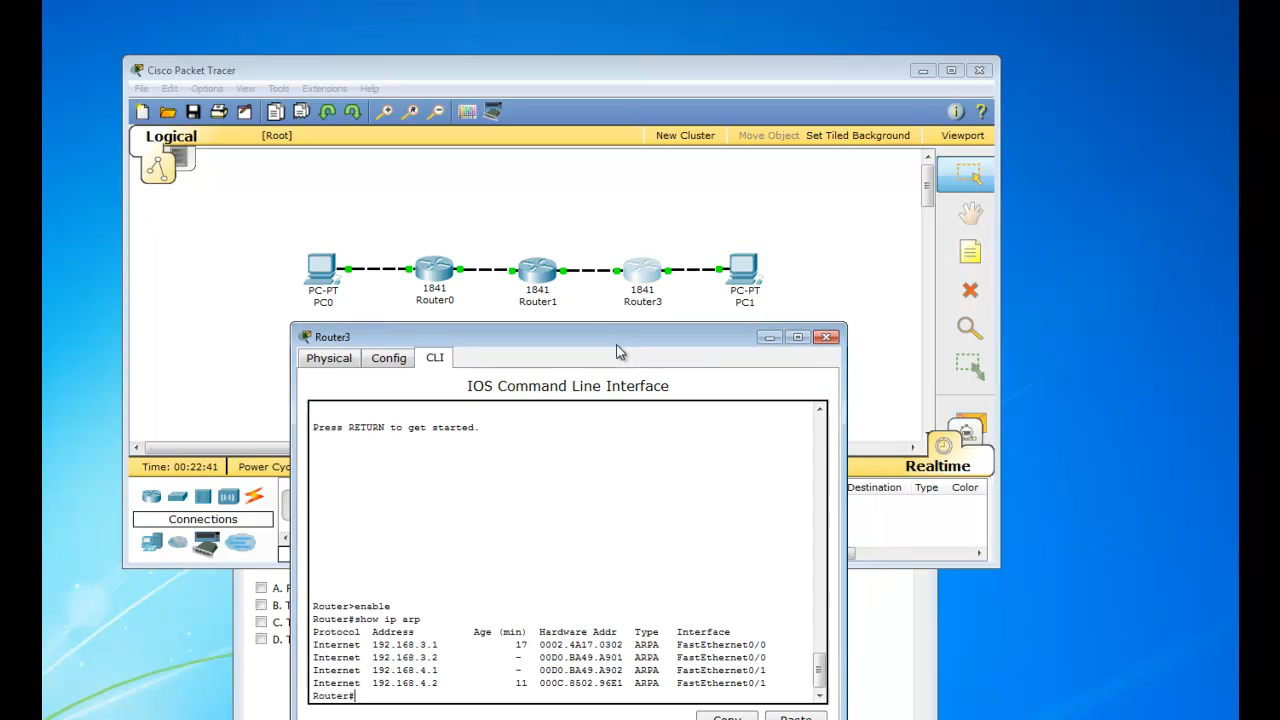 Cisco Packet Tracer
File Edit Options View Tools Extensions Help
Logical [Root] New Cluster Move Object Set Tiled Background Viewport
PC-PT
PC0
1841
Router0
1841
Router1
1841
Router3
PC-PT
PC1
Router3
Physical Config CLI
IOS Command Line Interface
Press RETURN to get started.
Router>enable
Router#show ip arp
Protocol Address Age (min) Hardware Addr Type Interface
Internet 192.168.3.1 17 0002.4A17.0302 ARPA FastEthernet0/0
Internet 192.168.3.2 - 00D0.BA49.A901 ARPA FastEthernet0/0
Internet 192.168.4.1 - 00D0.BA49.A902 ARPA FastEthernet0/1
Internet 192.168.4.2 11 000C.8502.96E1 ARPA FastEthernet0/1
Router#
Time: 00:22:41 Power Cyc
Realtime
Destination Type Color
Connections
A.
B. T
C. T
D. T
Copy Paste